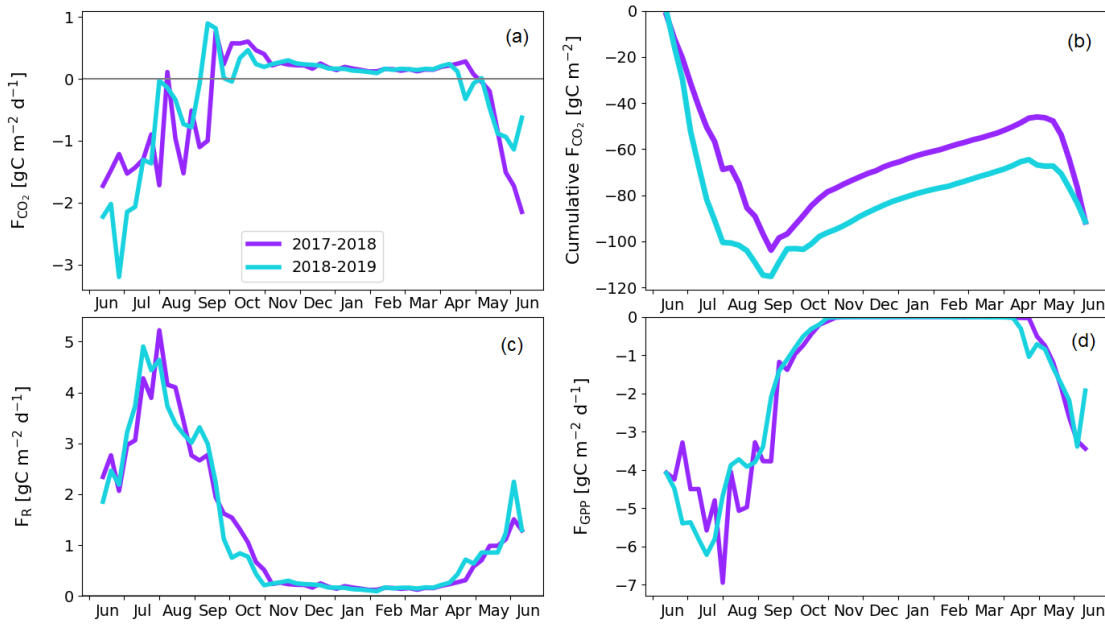 (a)
F_CO2 [gC m−2 d−1]
1
0
−1
−2
−3
2017-2018
2018-2019
Jun Jul Aug Sep Oct Nov Dec Jan Feb Mar Apr May Jun
(b)
Cumulative F_CO2 [gC m−2]
0
−20
−40
−60
−80
−100
−120
Jun Jul Aug Sep Oct Nov Dec Jan Feb Mar Apr May Jun
(c)
F_R [gC m−2 d−1]
5
4
3
2
1
0
Jun Jul Aug Sep Oct Nov Dec Jan Feb Mar Apr May Jun
(d)
F_GPP [gC m−2 d−1]
0
−1
−2
−3
−4
−5
−6
−7
Jun Jul Aug Sep Oct Nov Dec Jan Feb Mar Apr May Jun